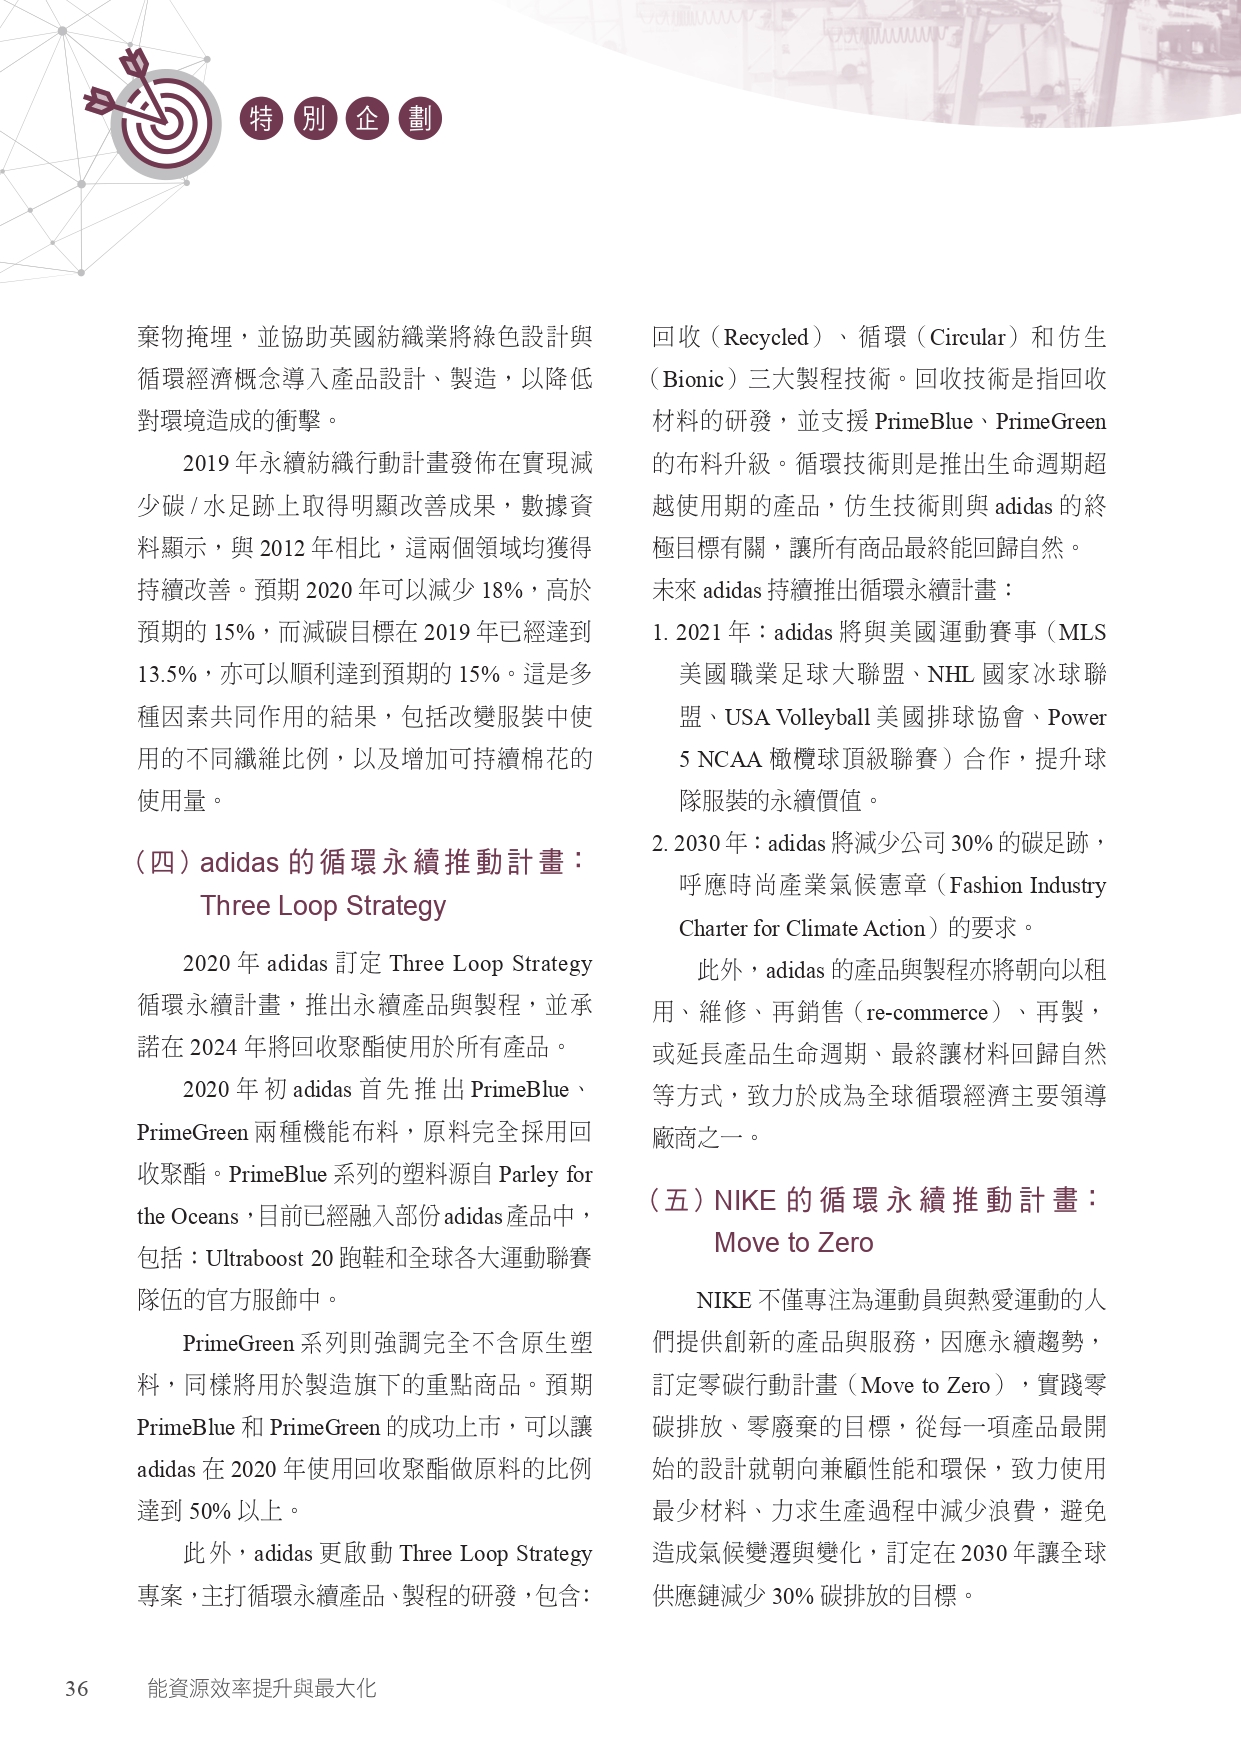 特別企劃
棄物掩埋，並協助英國紡織業將綠色設計與
循環經濟概念導入產品設計、製造，以降低
對環境造成的衝擊。
2019 年永續紡織行動計畫發佈在實現減
少碳 / 水足跡上取得明顯改善成果，數據資
料顯示，與 2012 年相比，這兩個領域均獲得
持續改善。預期 2020 年可以減少 18%，高於
預期的 15%，而減碳目標在 2019 年已經達到
13.5%，亦可以順利達到預期的 15%。這是多
種因素共同作用的結果，包括改變服裝中使
用的不同纖維比例，以及增加可持續棉花的
使用量。
（四）adidas 的循環永續推動計畫：
Three Loop Strategy
2020 年 adidas 訂定 Three Loop Strategy
循環永續計畫，推出永續產品與製程，並承
諾在 2024 年將回收聚酯使用於所有產品。
2020 年初 adidas 首先推出 PrimeBlue、
PrimeGreen 兩種機能布料，原料完全採用回
收聚酯。PrimeBlue 系列的塑料源自 Parley for
the Oceans，目前已經融入部份 adidas 產品中，
包括：Ultraboost 20 跑鞋和全球各大運動聯賽
隊伍的官方服飾中。
PrimeGreen 系列則強調完全不含原生塑
料，同樣將用於製造旗下的重點商品。預期
PrimeBlue 和 PrimeGreen 的成功上市，可以讓
adidas 在 2020 年使用回收聚酯做原料的比例
達到 50% 以上。
此外，adidas 更啟動 Three Loop Strategy
專案，主打循環永續產品、製程的研發，包含：
回收（Recycled）、循環（Circular）和仿生
（Bionic）三大製程技術。回收技術是指回收
材料的研發，並支援 PrimeBlue、PrimeGreen
的布料升級。循環技術則是推出生命週期超
越使用期的產品，仿生技術則與 adidas 的終
極目標有關，讓所有商品最終能回歸自然。
未來 adidas 持續推出循環永續計畫：
1. 2021 年：adidas 將與美國運動賽事（MLS
美國職業足球大聯盟、NHL 國家冰球聯
盟、USA Volleyball 美國排球協會、Power
5 NCAA 橄欖球頂級聯賽）合作，提升球
隊服裝的永續價值。
2. 2030 年：adidas 將減少公司 30% 的碳足跡，
呼應時尚產業氣候憲章（Fashion Industry
Charter for Climate Action）的要求。
此外，adidas 的產品與製程亦將朝向以租
用、維修、再銷售（re-commerce）、再製，
或延長產品生命週期、最終讓材料回歸自然
等方式，致力於成為全球循環經濟主要領導
廠商之一。
（五）NIKE 的循環永續推動計畫：
Move to Zero
NIKE 不僅專注為運動員與熱愛運動的人
們提供創新的產品與服務，因應永續趨勢，
訂定零碳行動計畫（Move to Zero），實踐零
碳排放、零廢棄的目標，從每一項產品最開
始的設計就朝向兼顧性能和環保，致力使用
最少材料、力求生產過程中減少浪費，避免
造成氣候變遷與變化，訂定在 2030 年讓全球
供應鏈減少 30% 碳排放的目標。
36 能資源效率提升與最大化